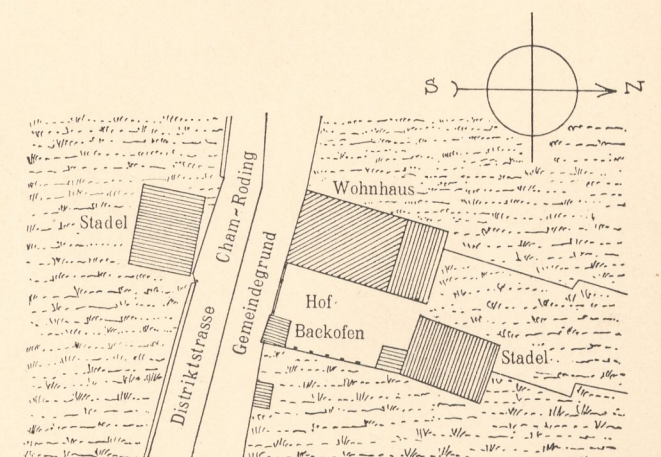 S
N
Wohnhaus
Stadel
Cham-Roding
Gemeindegrund
Hof
Backofen
Distriktstrasse
Stadel